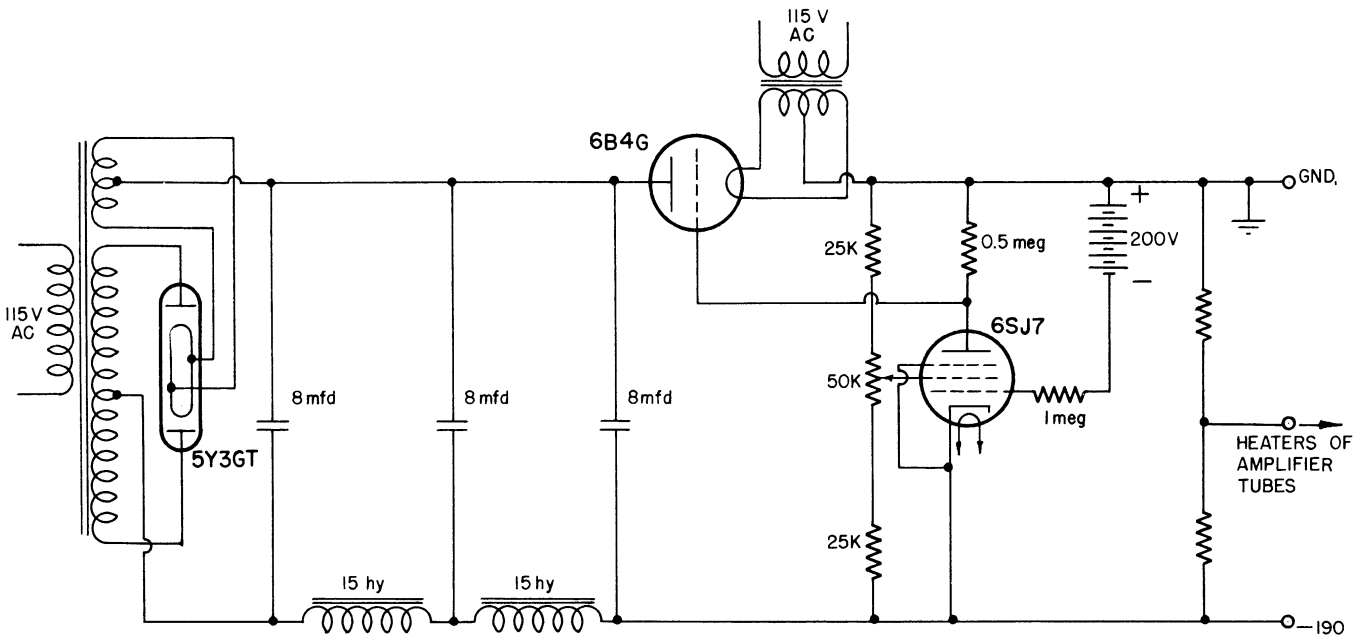 115 V
AC
6B4G
GND.
+
25K
0.5 meg
200V
—
6SJ7
115 V
AC
50K
8 mfd
8 mfd
8 mfd
1 meg
5Y3GT
HEATERS OF
AMPLIFIER
TUBES
25K
15 hy
15 hy
—190